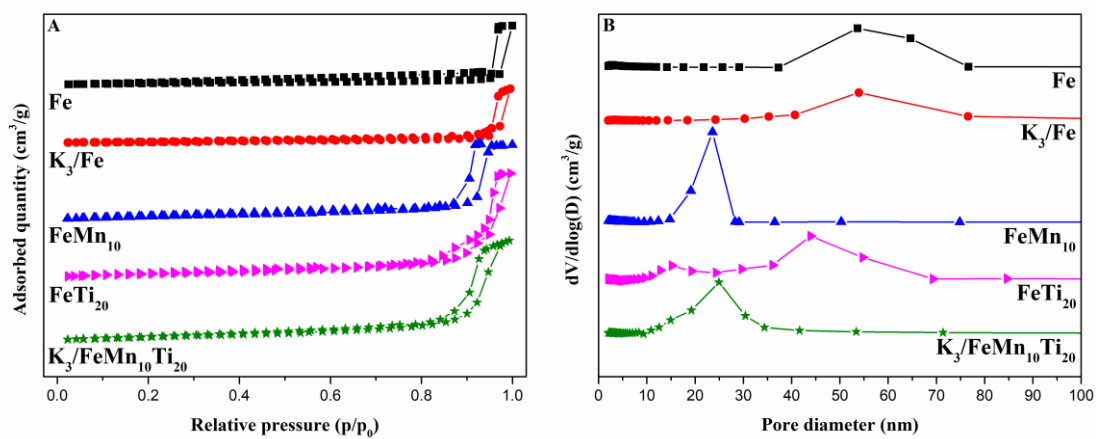 A
Adsorbed quantity (cm³/g)
Fe
K₃/Fe
FeMn₁₀
FeTi₂₀
K₃/FeMn₁₀Ti₂₀
0.0 0.2 0.4 0.6 0.8 1.0
Relative pressure (p/p₀)
B
dV/dlog(D) (cm³/g)
Fe
K₃/Fe
FeMn₁₀
FeTi₂₀
K₃/FeMn₁₀Ti₂₀
0 10 20 30 40 50 60 70 80 90 100
Pore diameter (nm)